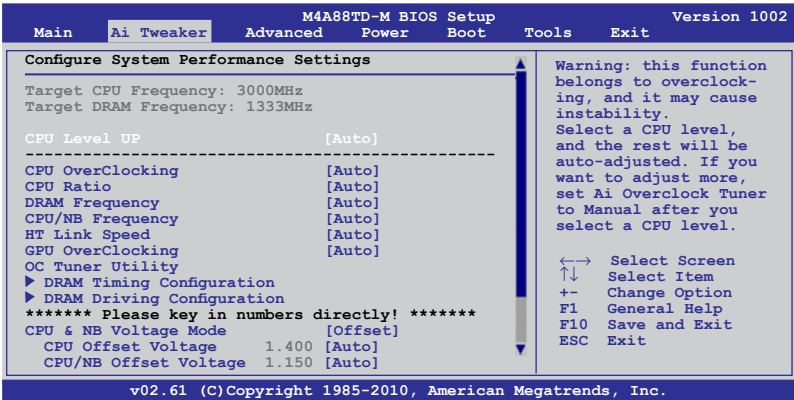 M4A88TD-M BIOS Setup Version 1002
Main Ai Tweaker Advanced Power Boot Tools Exit
Configure System Performance Settings
Target CPU Frequency: 3000MHz
Target DRAM Frequency: 1333MHz
CPU Level UP [Auto]
------------------------------------------------
CPU OverClocking [Auto]
CPU Ratio [Auto]
DRAM Frequency [Auto]
CPU/NB Frequency [Auto]
HT Link Speed [Auto]
GPU OverClocking [Auto]
OC Tuner Utility
DRAM Timing Configuration
DRAM Driving Configuration
******* Please key in numbers directly! *******
CPU & NB Voltage Mode [Offset]
CPU Offset Voltage 1.400 [Auto]
CPU/NB Offset Voltage 1.150 [Auto]
Warning: this function
belongs to overclock-
ing, and it may cause
instability.
Select a CPU level,
and the rest will be
auto-adjusted. If you
want to adjust more,
set Ai Overclock Tuner
to Manual after you
select a CPU level.
←→ Select Screen
↑↓ Select Item
+- Change Option
F1 General Help
F10 Save and Exit
ESC Exit
v02.61 (C)Copyright 1985-2010, American Megatrends, Inc.